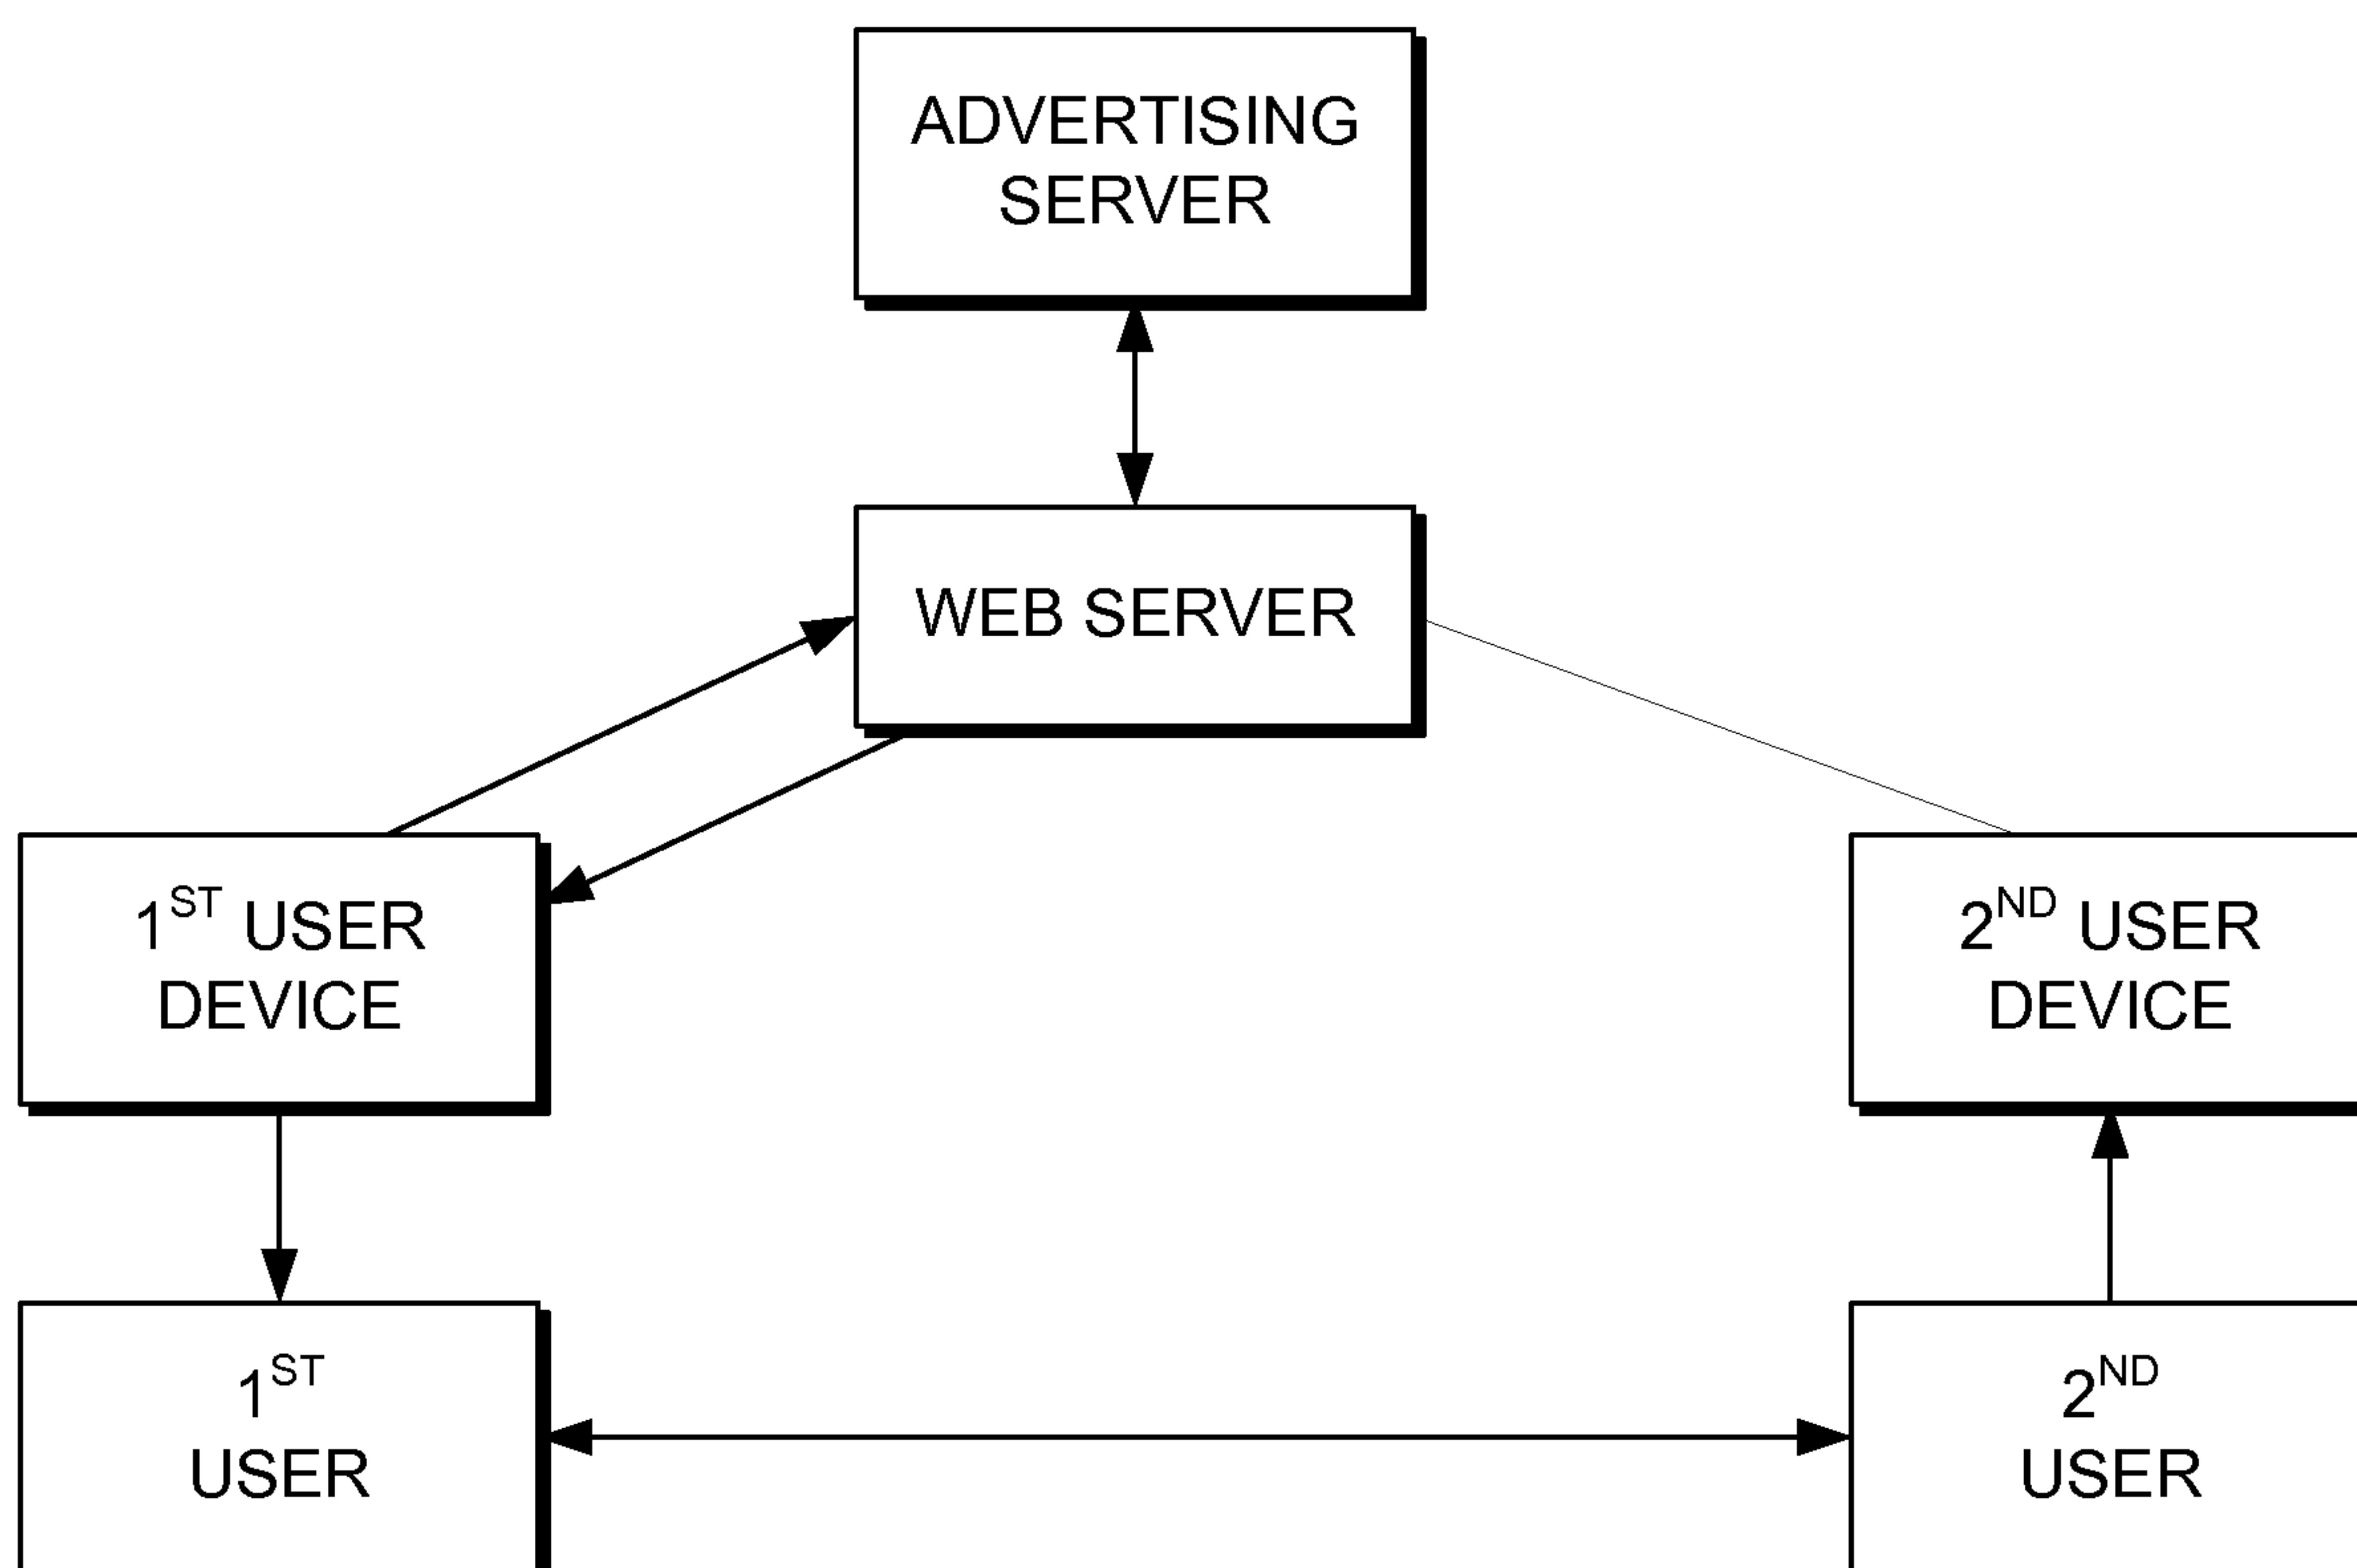 ADVERTISING
SERVER
WEB SERVER
1ST USER
DEVICE
2ND USER
DEVICE
1ST
USER
2ND
USER